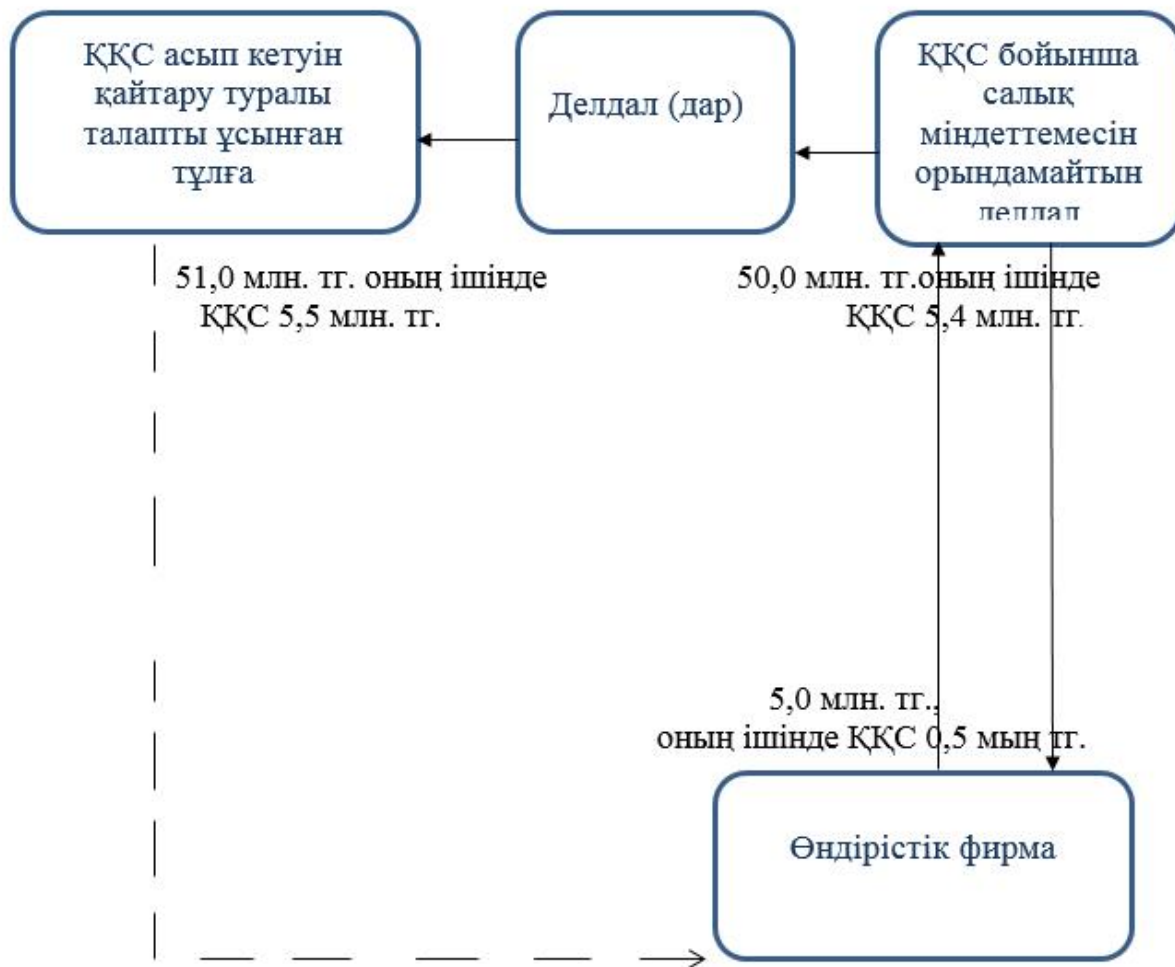 ҚҚС асып кетуін
қайтару туралы
талапты ұсынған
тұлға
Делдал (дар)
ҚҚС бойынша
салық
міндеттемесін
орындамайтын
делдал
51,0 млн. тг. оның ішінде
ҚҚС 5,5 млн. тг.
50,0 млн. тг.оның ішінде
ҚҚС 5,4 млн. тг.
5,0 млн. тг.,
оның ішінде ҚҚС 0,5 мың тг.
Өндірістік фирма